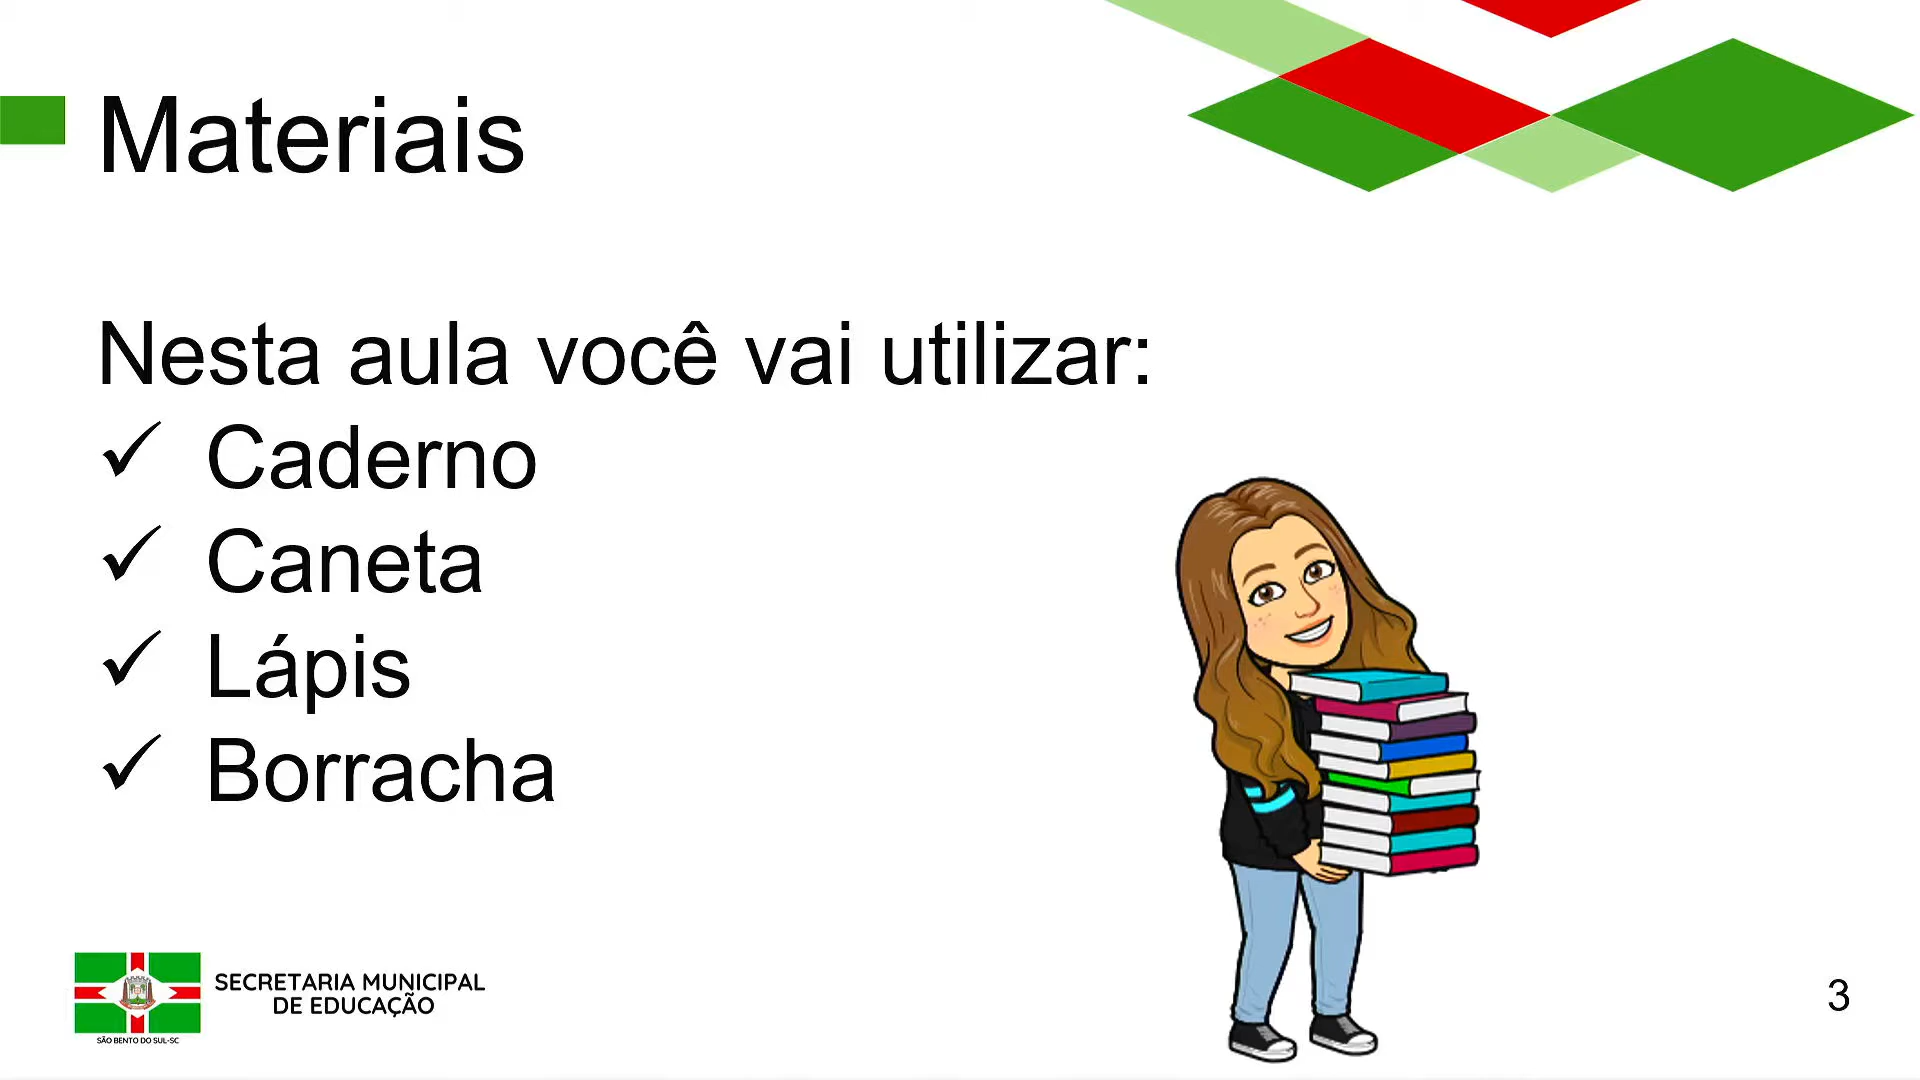 Materiais
Nesta aula você vai utilizar:
✓ Caderno
✓ Caneta
✓ Lápis
✓ Borracha
SECRETARIA MUNICIPAL
DE EDUCAÇÃO
SÃO BENTO DO SUL-SC
3